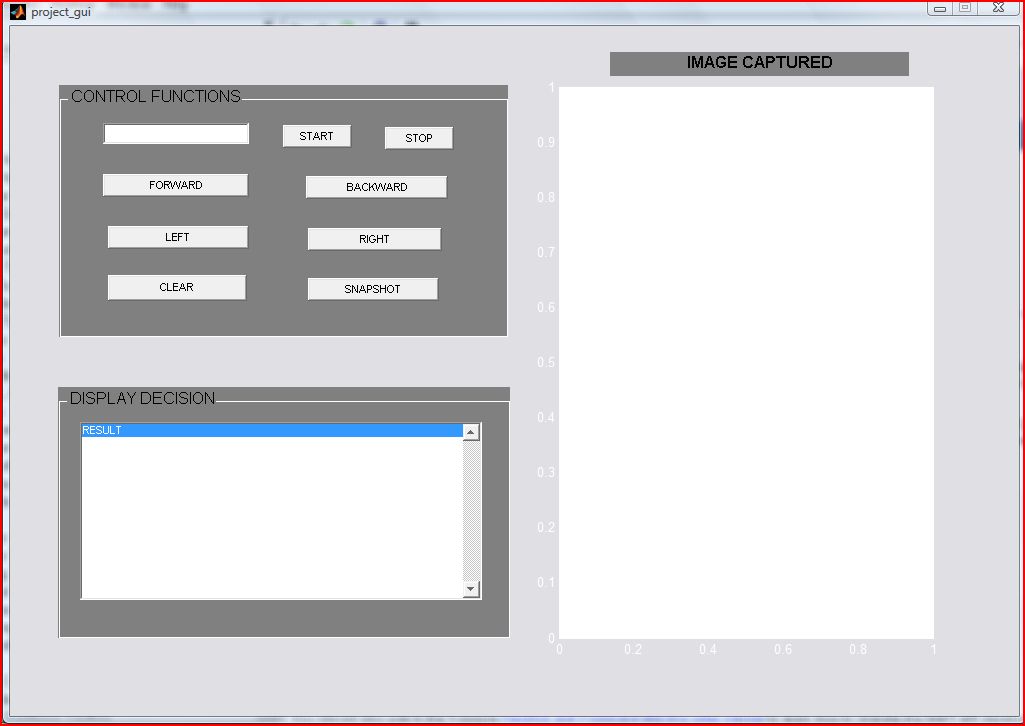 project_gui
IMAGE CAPTURED
CONTROL FUNCTIONS
START
STOP
FORWARD
BACKWARD
LEFT
RIGHT
CLEAR
SNAPSHOT
DISPLAY DECISION
RESULT
1
0.9
0.8
0.7
0.6
0.5
0.4
0.3
0.2
0.1
0
0 0.2 0.4 0.6 0.8 1